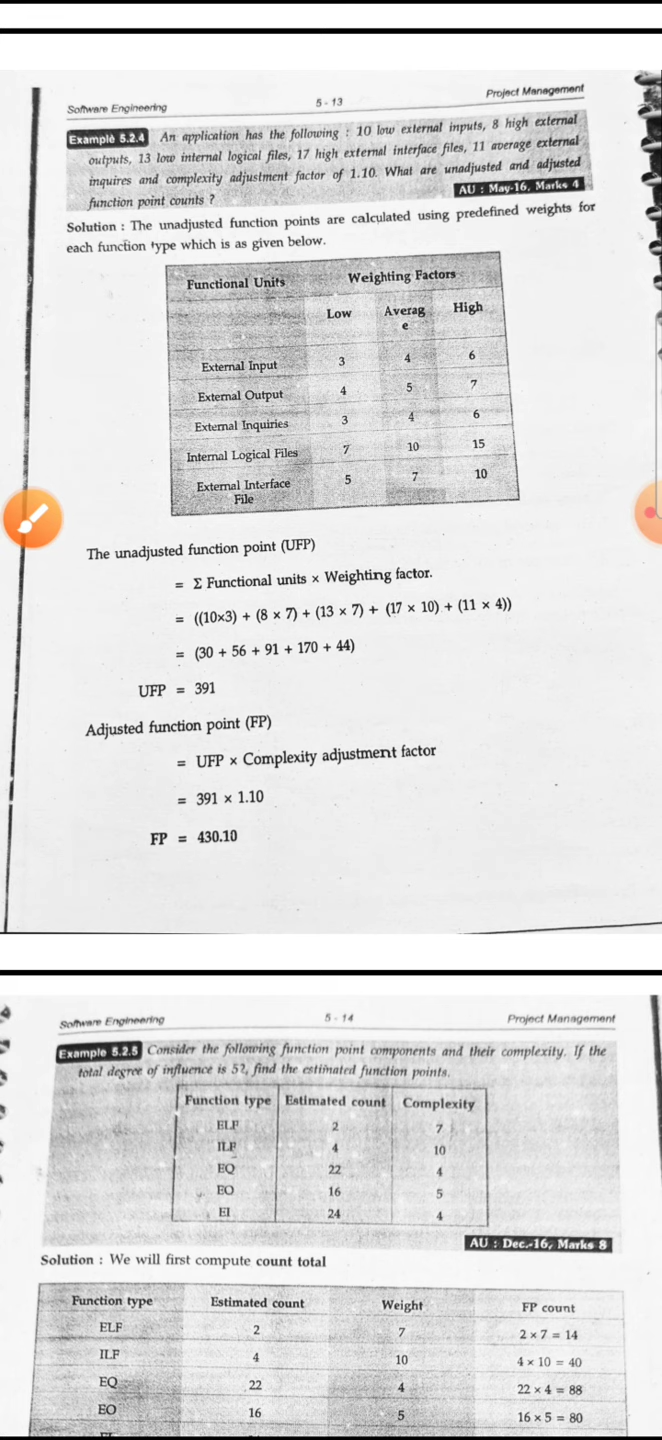 Software Engineering 5 - 13 Project Management
Example 5.2.4 An application has the following : 10 low external inputs, 8 high external
outputs, 13 low internal logical files, 17 high external interface files, 11 average external
inquires and complexity adjustment factor of 1.10. What are unadjusted and adjusted
function point counts ? AU : May-16, Marks 4
Solution : The unadjusted function points are calculated using predefined weights for
each function type which is as given below.
Functional Units Weighting Factors
Low Averag High
e
External Input 3 4 6
External Output 4 5 7
External Inquiries 3 4 6
Internal Logical Files 7 10 15
External Interface 5 7 10
File
The unadjusted function point (UFP)
= Σ Functional units × Weighting factor.
= ((10×3) + (8 × 7) + (13 × 7) + (17 × 10) + (11 × 4))
= (30 + 56 + 91 + 170 + 44)
UFP = 391
Adjusted function point (FP)
= UFP × Complexity adjustment factor
= 391 × 1.10
FP = 430.10
Software Engineering 5 - 14 Project Management
Example 5.2.5 Consider the following function point components and their complexity. If the
total degree of influence is 52, find the estimated function points.
Function type Estimated count Complexity
ELF 2 7
ILF 4 10
EQ 22 4
EO 16 5
EI 24 4
AU : Dec.-16, Marks 8
Solution : We will first compute count total
Function type Estimated count Weight FP count
ELF 2 7 2 × 7 = 14
ILF 4 10 4 × 10 = 40
EQ 22 4 22 × 4 = 88
EO 16 5 16 × 5 = 80